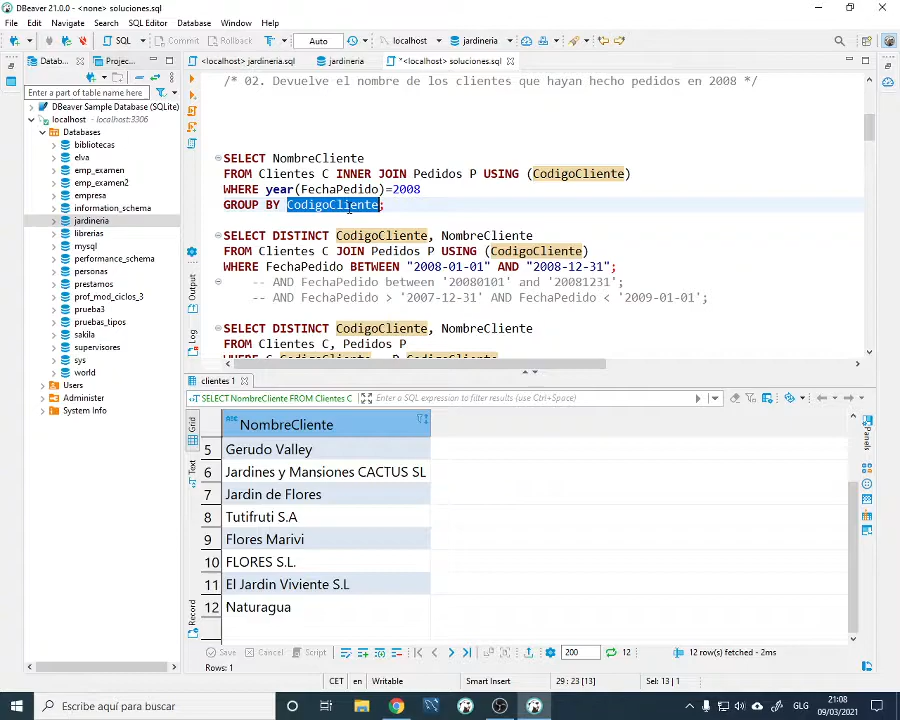 DBeaver 21.0.0 - <none> soluciones.sql
File Edit Navigate Search SQL Editor Database Window Help
SQL Commit Rollback Auto localhost jardineria
Datab... Projec... *<localhost> soluciones.sql
<localhost> jardineria.sql jardineria
Enter a part of table name here
DBeaver Sample Database (SQLite)
localhost - localhost:3306
Databases
bibliotecas
elva
emp_examen
emp_examen2
empresa
information_schema
jardineria
librerias
mysql
performance_schema
personas
prestamos
prof_mod_ciclos_3
prueba3
pruebas_tipos
sakila
supervisores
sys
world
Users
Administer
System Info
/* 02. Devuelve el nombre de los clientes que hayan hecho pedidos en 2008 */
SELECT NombreCliente
FROM Clientes C INNER JOIN Pedidos P USING (CodigoCliente)
WHERE year(FechaPedido)=2008
GROUP BY CodigoCliente;
SELECT DISTINCT CodigoCliente, NombreCliente
FROM Clientes C JOIN Pedidos P USING (CodigoCliente)
WHERE FechaPedido BETWEEN "2008-01-01" AND "2008-12-31";
-- AND FechaPedido between '20080101' and '20081231';
-- AND FechaPedido > '2007-12-31' AND FechaPedido < '2009-01-01';
SELECT DISTINCT CodigoCliente, NombreCliente
FROM Clientes C, Pedidos P
WHERE C.CodigoCliente = P.CodigoCliente
Output
Log
clientes 1
SELECT NombreCliente FROM Clientes C
Enter a SQL expression to filter results (use Ctrl+Space)
Grid
Text
Record
Panels
NombreCliente
5 Gerudo Valley
6 Jardines y Mansiones CACTUS SL
7 Jardin de Flores
8 Tutifruti S.A
9 Flores Marivi
10 FLORES S.L.
11 El Jardin Viviente S.L
12 Naturagua
Save Cancel Script 200 12 12 row(s) fetched - 2ms
Rows: 1
CET en Writable Smart Insert 29 : 23 [13] Sel: 13 | 1
Escribe aquí para buscar
GLG
21:08
09/03/2021